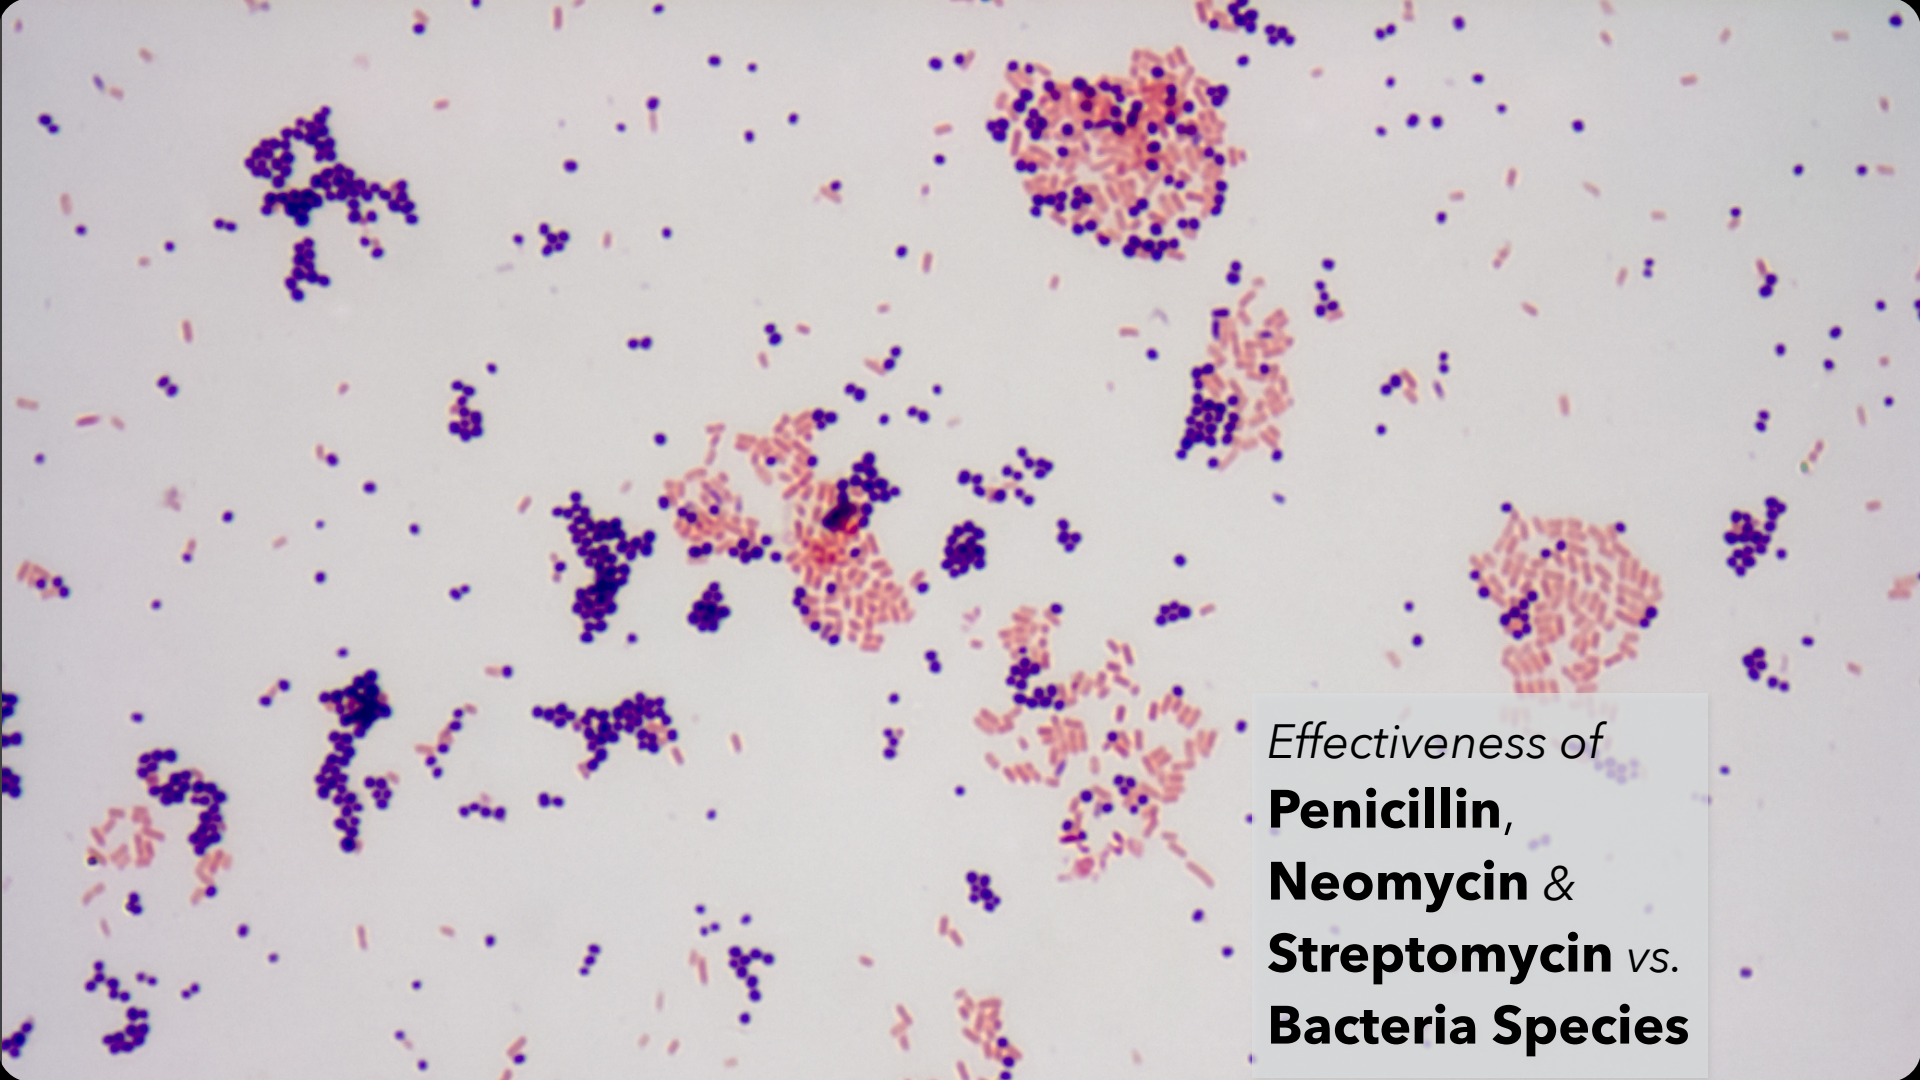 Effectiveness of
Penicillin,
Neomycin &
Streptomycin vs.
Bacteria Species